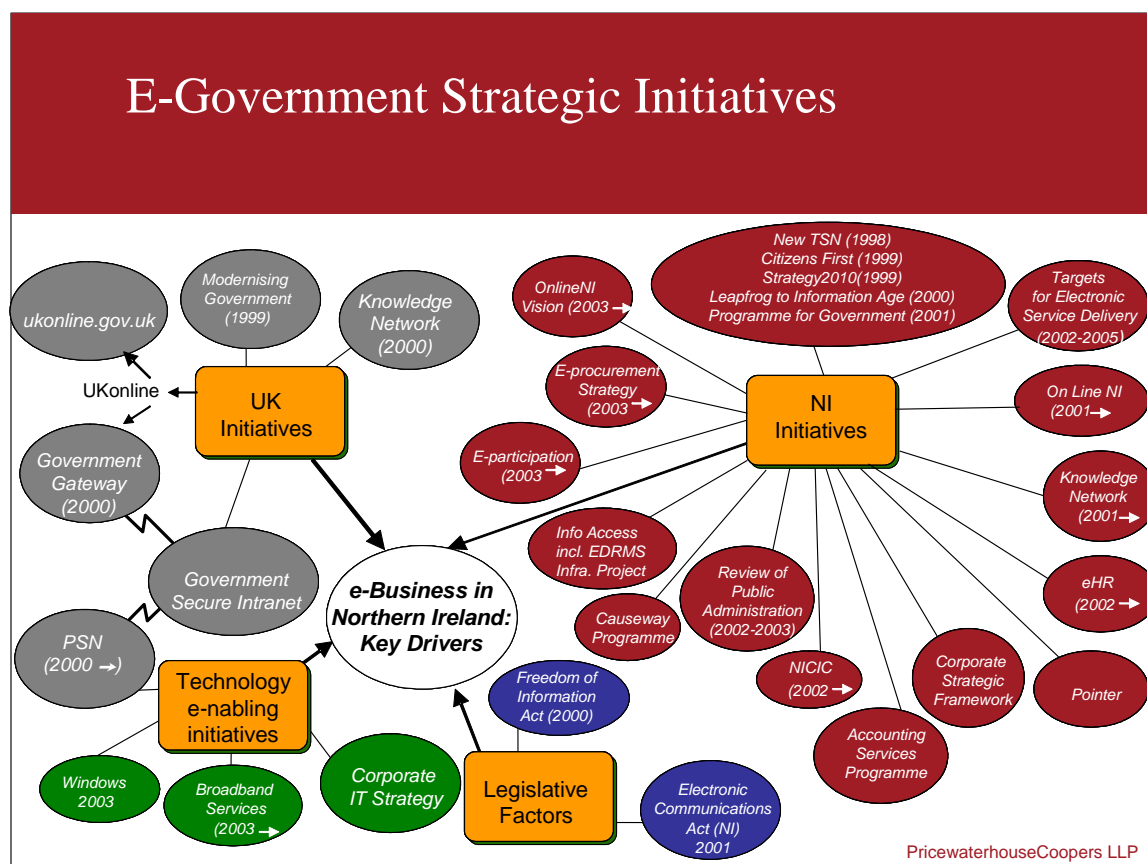 E-Government Strategic Initiatives
ukonline.gov.uk
Modernising
Government
(1999)
Knowledge
Network
(2000)
UKonline
UK
Initiatives
Government
Gateway
(2000)
Government
Secure Intranet
PSN
(2000 →)
Technology
e-nabling
initiatives
Windows
2003
Broadband
Services
(2003 →
Corporate
IT Strategy
e-Business in
Northern Ireland:
Key Drivers
Freedom of
Information
Act (2000)
Legislative
Factors
Electronic
Communications
Act (NI)
2001
New TSN (1998)
Citizens First (1999)
Strategy2010(1999)
Leapfrog to Information Age (2000)
Programme for Government (2001)
OnlineNI
Vision (2003 →
E-procurement
Strategy
(2003 →
E-participation
(2003 →
Info Access
incl. EDRMS
Infra. Project
Causeway
Programme
Review of
Public
Administration
(2002-2003)
NICIC
(2002 →
Accounting
Services
Programme
Corporate
Strategic
Framework
Pointer
eHR
(2002 →
Knowledge
Network
(2001 →
On Line NI
(2001 →
Targets
for Electronic
Service Delivery
(2002-2005)
NI
Initiatives
PricewaterhouseCoopers LLP